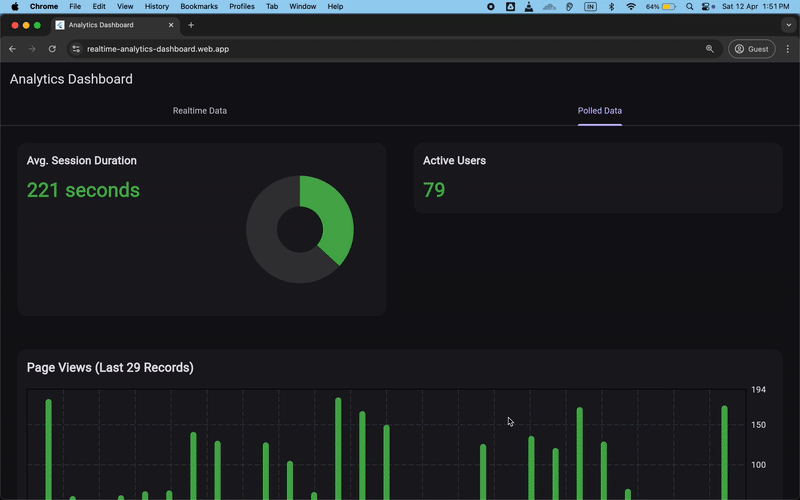 Chrome File Edit View History Bookmarks Profiles Tab Window Help IN 64% Sat 12 Apr 1:51 PM
Analytics Dashboard
realtime-analytics-dashboard.web.app Guest
Analytics Dashboard
Realtime Data Polled Data
Avg. Session Duration
221 seconds
Active Users
79
Page Views (Last 29 Records)
194
150
100